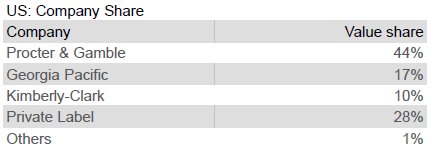 US: Company Share
Company Value share
Procter & Gamble 44%
Georgia Pacific 17%
Kimberly-Clark 10%
Private Label 28%
Others 1%